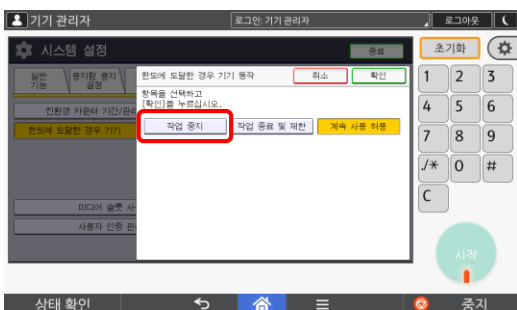 기기 관리자
로그인: 기기 관리자
로그아웃
시스템 설정
종료
초기화
일반
기능
용지함 용지
설정
한도에 도달한 경우 기기 동작
취소
확인
항목을 선택하고
[확인]를 누르십시오.
친환경 카운터 기간/관리
한도에 도달한 경우 기기
작업 중지
작업 종료 및 제한
계속 사용 허용
미디어 슬롯 사
사용자 인증 관
1 2 3
4 5 6
7 8 9
./* 0 #
C
시작
상태 확인
중지